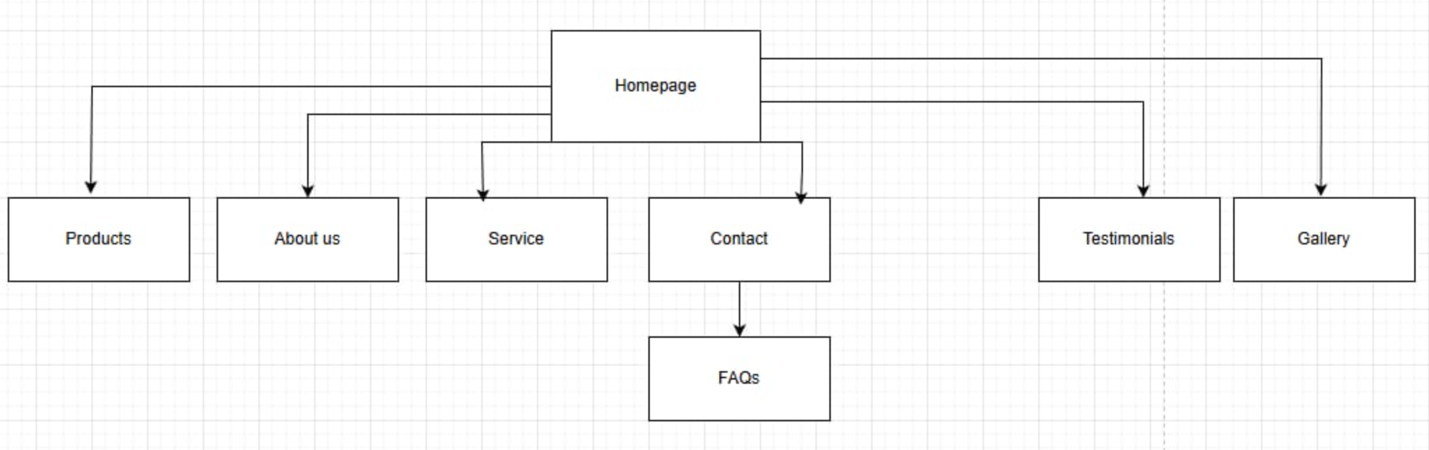 Homepage
Products
About us
Service
Contact
Testimonials
Gallery
FAQs